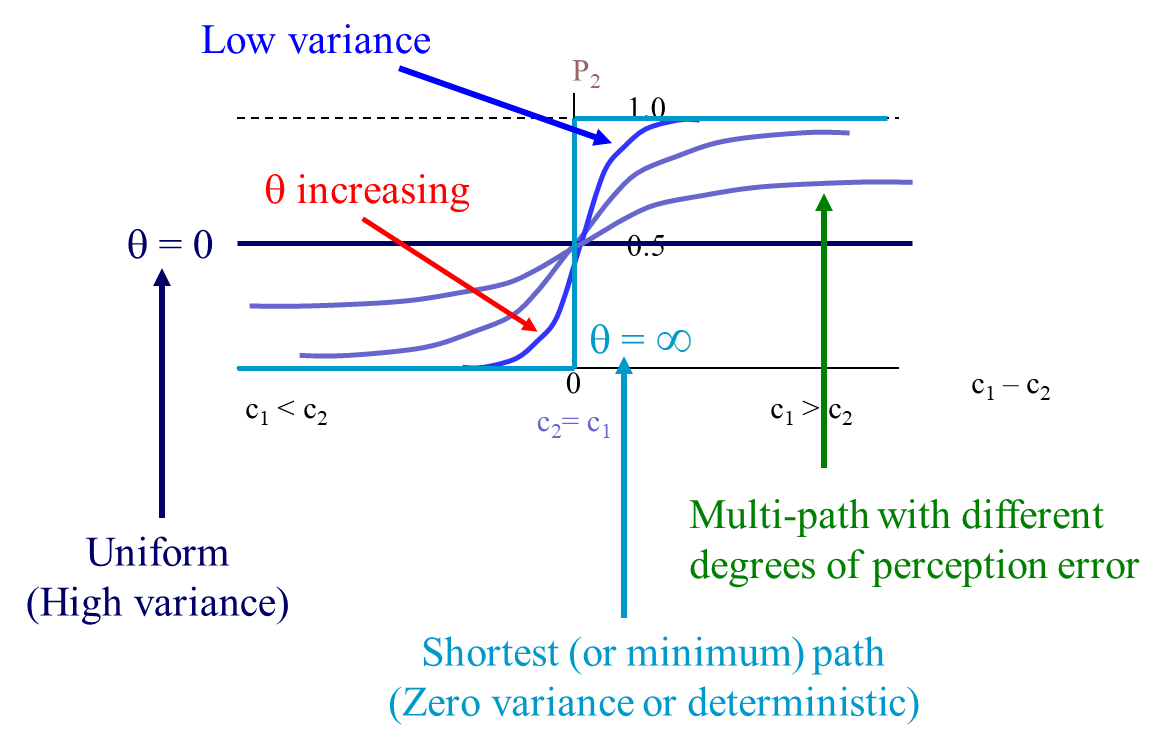 Low variance
P₂
1.0
θ increasing
θ = 0
0.5
θ = ∞
0
c₁ – c₂
c₁ < c₂
c₂= c₁
c₁ > c₂
Multi-path with different
degrees of perception error
Uniform
(High variance)
Shortest (or minimum) path
(Zero variance or deterministic)